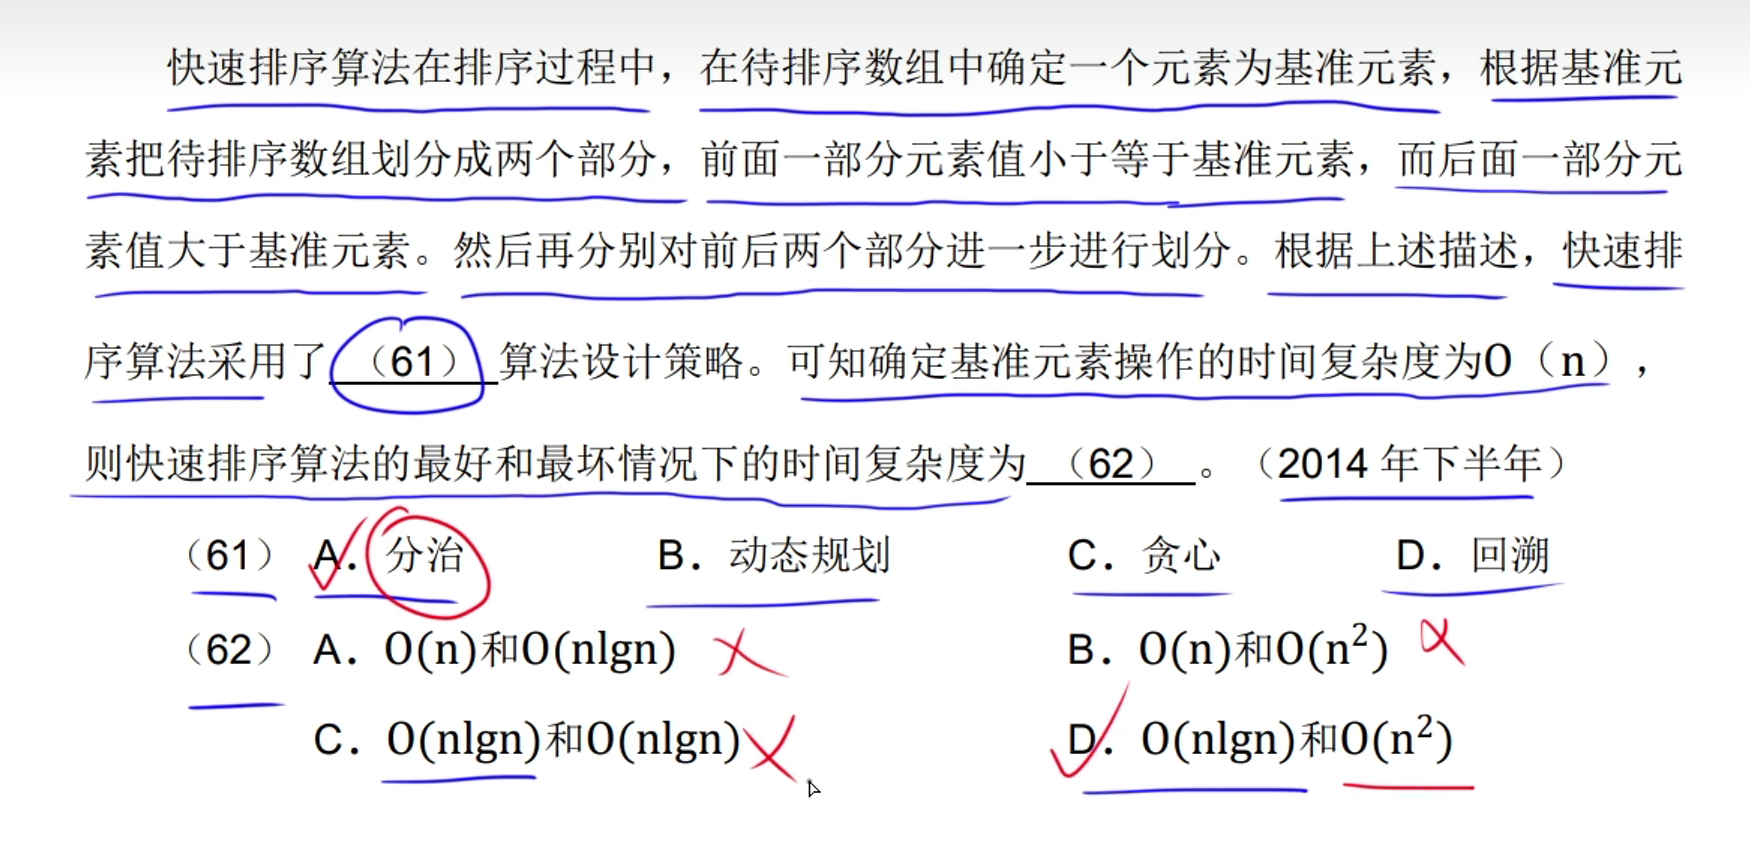 快速排序算法在排序过程中，在待排序数组中确定一个元素为基准元素，根据基准元
素把待排序数组划分成两个部分，前面一部分元素值小于等于基准元素，而后面一部分元
素值大于基准元素。然后再分别对前后两个部分进一步进行划分。根据上述描述，快速排
序算法采用了（61）算法设计策略。可知确定基准元素操作的时间复杂度为O（n），
则快速排序算法的最好和最坏情况下的时间复杂度为（62）。（2014 年下半年）
（61） A. 分治 B. 动态规划 C. 贪心 D. 回溯
（62） A. O(n)和O(nlgn) B. O(n)和O(n²)
C. O(nlgn)和O(nlgn) D. O(nlgn)和O(n²)